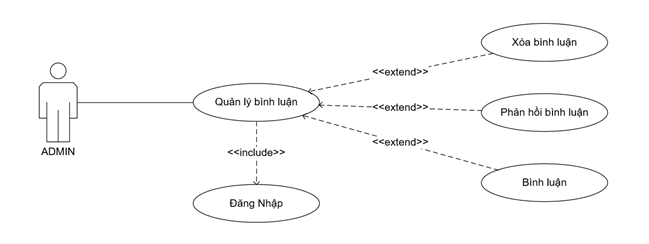 Xóa bình luận
<<extend>>
Quản lý bình luận
<<extend>>
Phản hồi bình luận
<<extend>>
ADMIN
<<include>>
Bình luận
Đăng Nhập